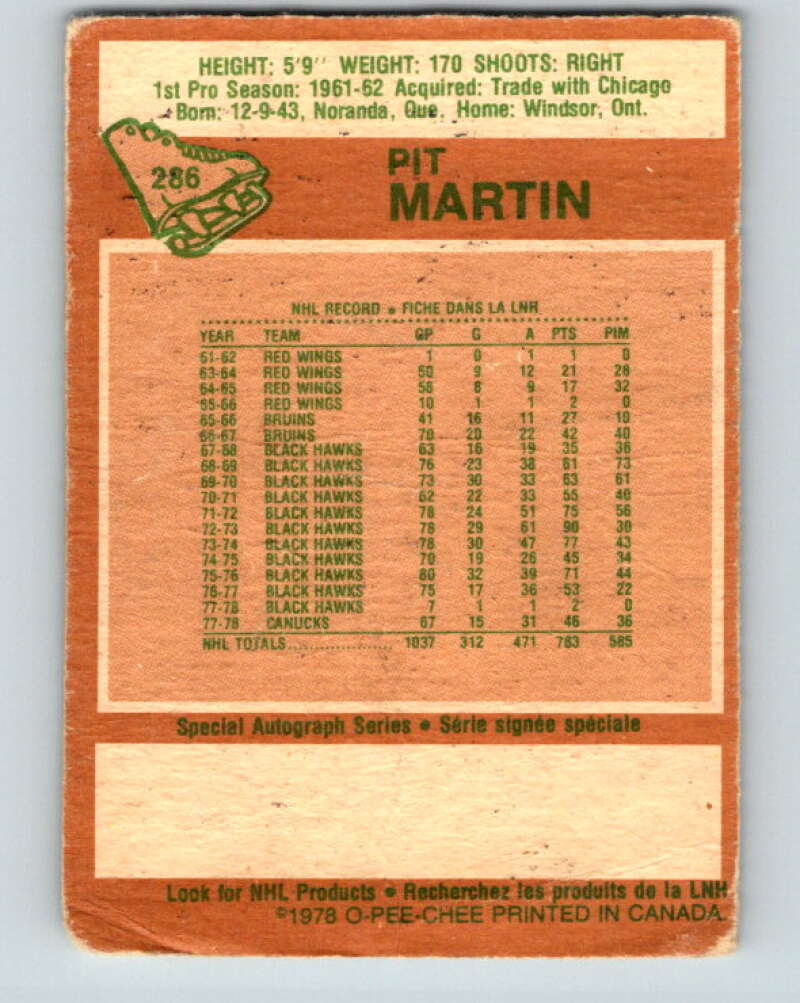 HEIGHT: 5'9" WEIGHT: 170 SHOOTS: RIGHT
1st Pro Season: 1961-62 Acquired: Trade with Chicago
Born: 12-9-43, Noranda, Que. Home: Windsor, Ont.
286
PIT
MARTIN
NHL RECORD • FICHE DANS LA LNH
YEAR TEAM GP G A PTS PIM
61-62 RED WINGS 1 0 1 1 0
63-64 RED WINGS 50 9 12 21 28
64-65 RED WINGS 58 8 9 17 32
65-66 RED WINGS 10 1 1 2 0
65-66 BRUINS 41 16 11 27 10
66-67 BRUINS 70 20 22 42 40
67-68 BLACK HAWKS 63 16 19 35 36
68-69 BLACK HAWKS 76 23 38 61 73
69-70 BLACK HAWKS 73 30 33 63 61
70-71 BLACK HAWKS 62 22 33 55 40
71-72 BLACK HAWKS 78 24 51 75 56
72-73 BLACK HAWKS 78 29 61 90 30
73-74 BLACK HAWKS 78 30 47 77 43
74-75 BLACK HAWKS 70 19 26 45 34
75-76 BLACK HAWKS 80 32 39 71 44
76-77 BLACK HAWKS 75 17 36 53 22
77-78 BLACK HAWKS 7 1 1 2 0
77-78 CANUCKS 67 15 31 46 36
NHL TOTALS.................... 1037 312 471 783 585
Special Autograph Series • Série signée spéciale
Look for NHL Products • Recherchez les produits de la LNH
©1978 O-PEE-CHEE PRINTED IN CANADA.